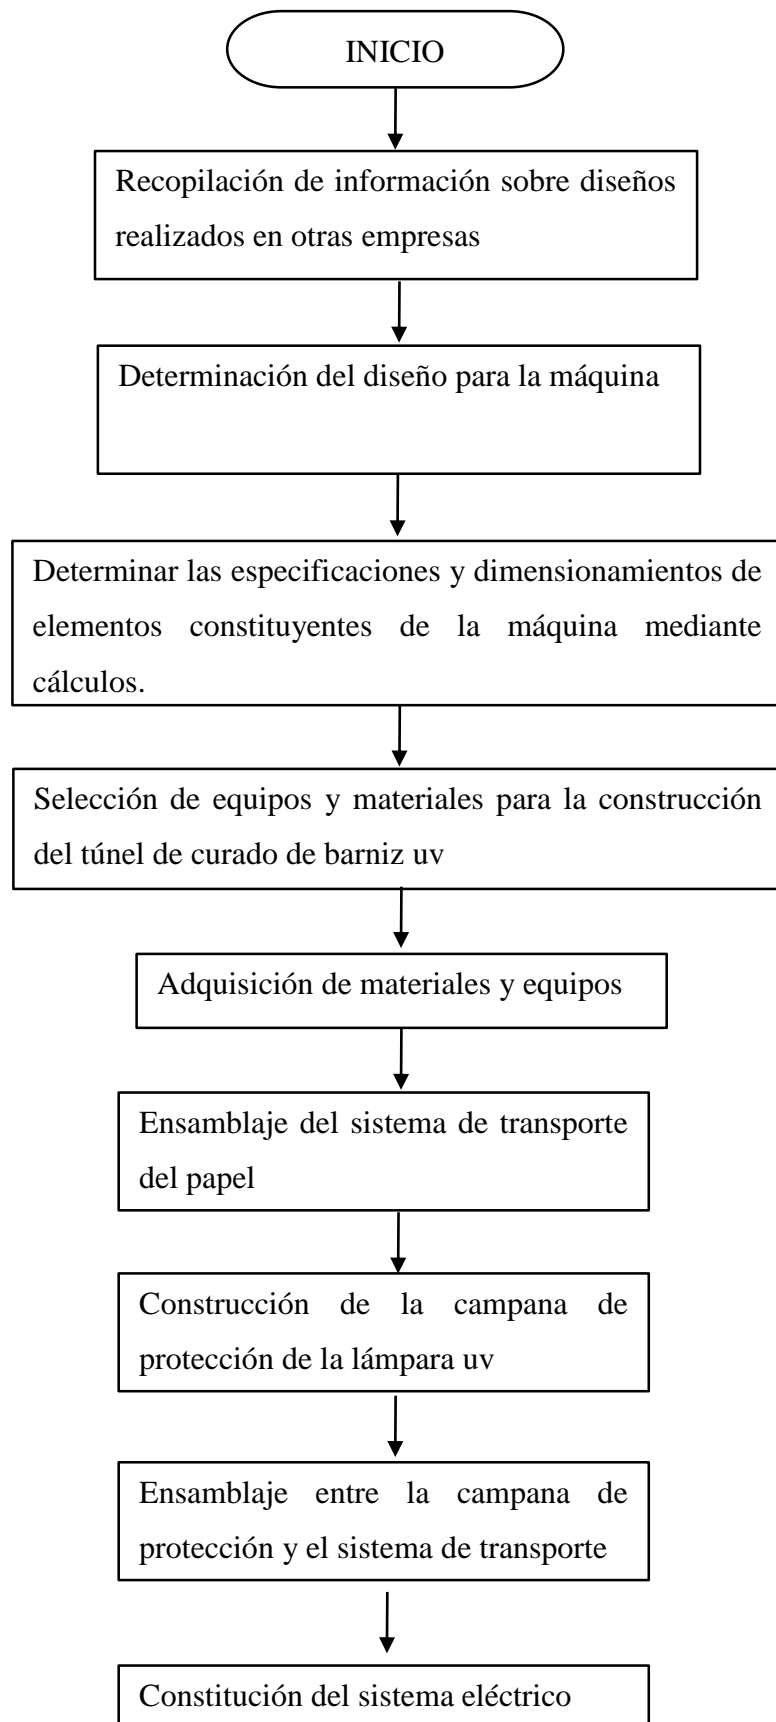 INICIO
Recopilación de información sobre diseños
realizados en otras empresas
Determinación del diseño para la máquina
Determinar las especificaciones y dimensionamientos de
elementos constituyentes de la máquina mediante
cálculos.
Selección de equipos y materiales para la construcción
del túnel de curado de barniz uv
Adquisición de materiales y equipos
Ensamblaje del sistema de transporte
del papel
Construcción de la campana de
protección de la lámpara uv
Ensamblaje entre la campana de
protección y el sistema de transporte
Constitución del sistema eléctrico